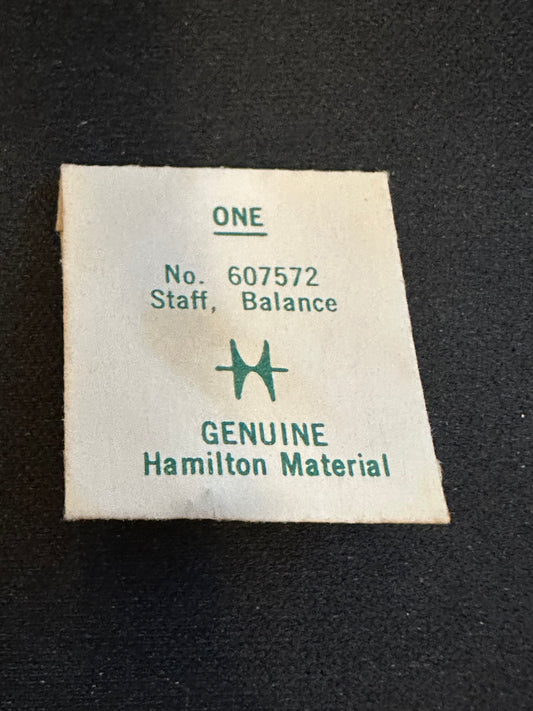 ONE
No. 607572
Staff, Balance
GENUINE
Hamilton Material